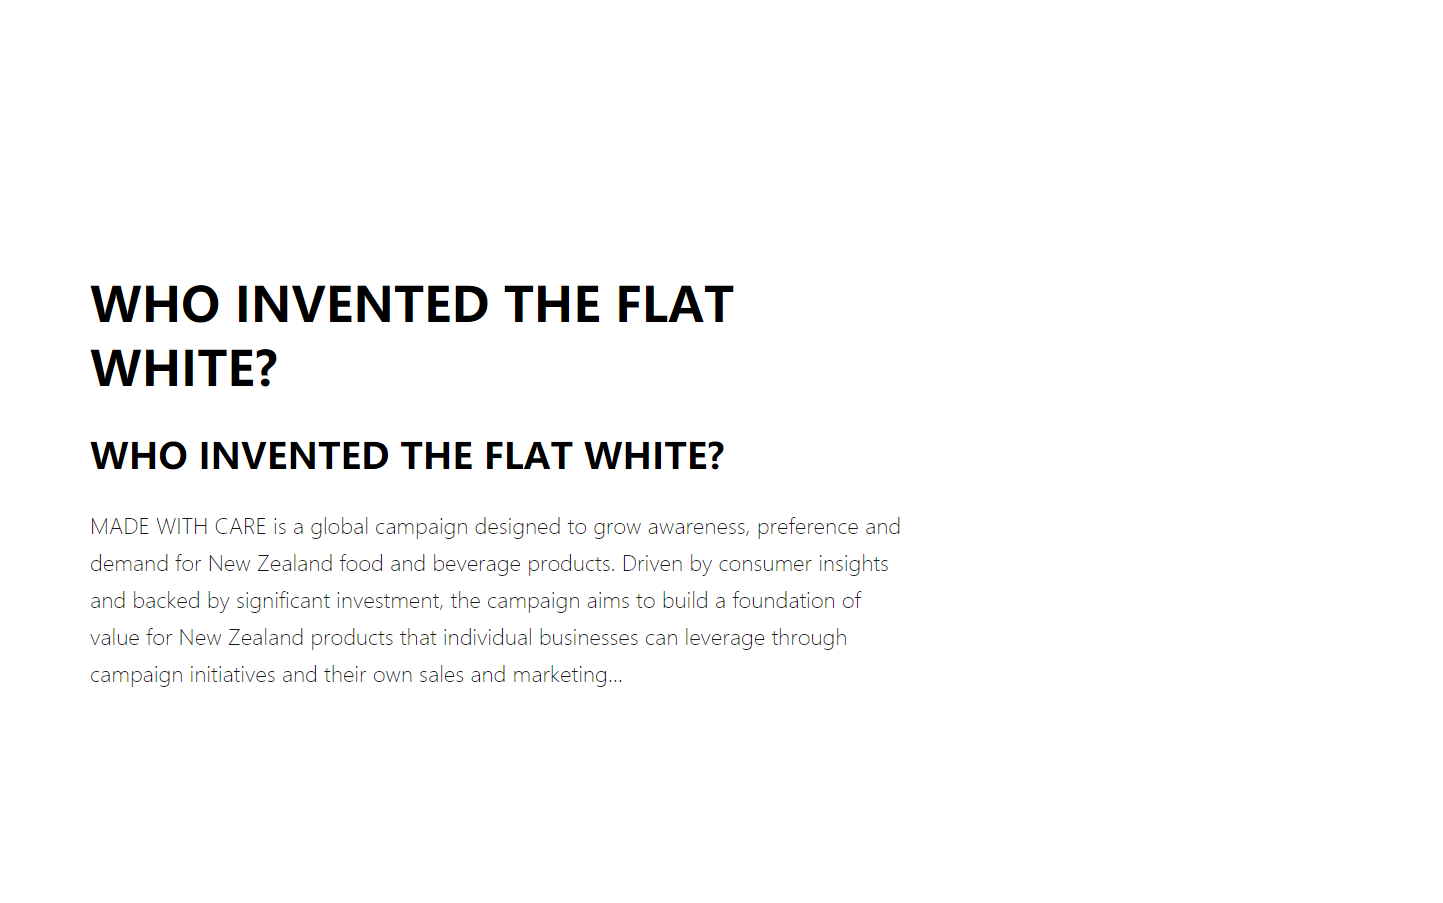 WHO INVENTED THE FLAT
WHITE?
WHO INVENTED THE FLAT WHITE?
MADE WITH CARE is a global campaign designed to grow awareness, preference and
demand for New Zealand food and beverage products. Driven by consumer insights
and backed by significant investment, the campaign aims to build a foundation of
value for New Zealand products that individual businesses can leverage through
campaign initiatives and their own sales and marketing...